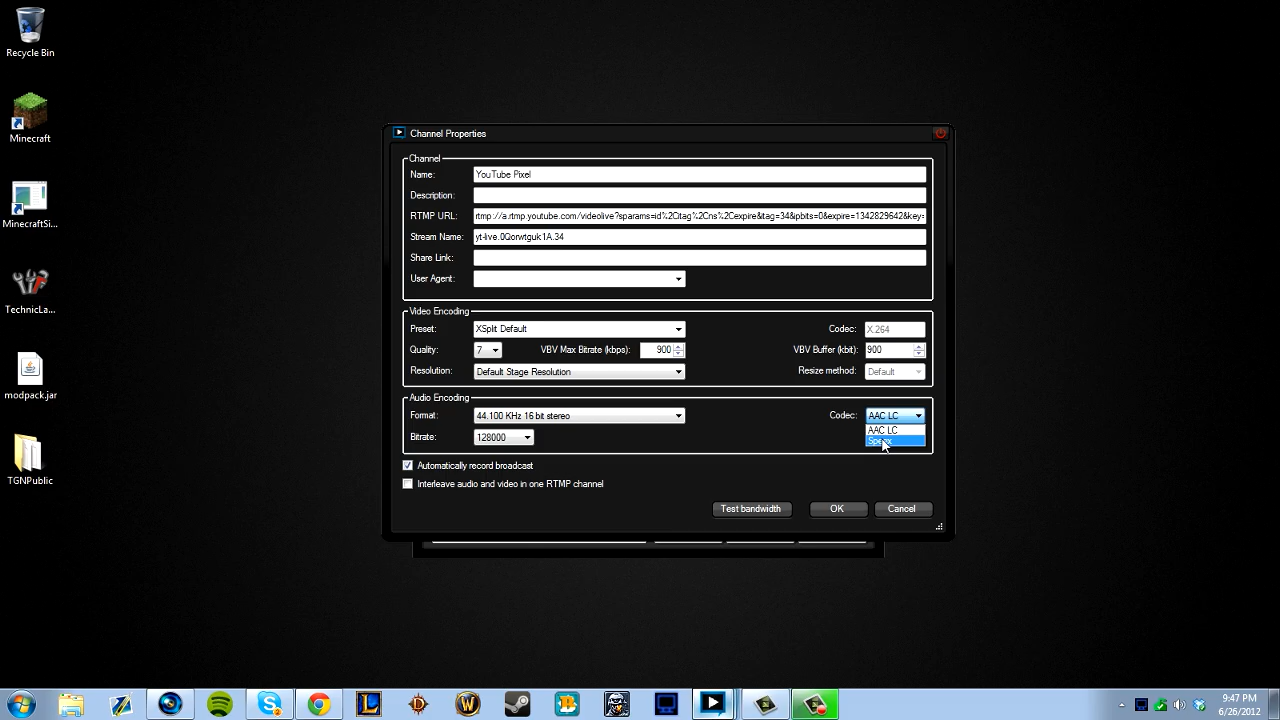 Recycle Bin
Minecraft
MinecraftSi...
TechnicLa...
modpack.jar
TGNPublic
Channel Properties
Channel
Name: YouTube Pixel
Description:
RTMP URL: rtmp://a.rtmp.youtube.com/videolive?sparams=id%2Citag%2Cns%2Cexpire&itag=34&ipbits=0&expire=1342829642&key=
Stream Name: yt-live.0Qorwtguk1A.34
Share Link:
User Agent:
Video Encoding
Preset: XSplit Default Codec: X.264
Quality: 7 VBV Max Bitrate (kbps): 900 VBV Buffer (kbit): 900
Resolution: Default Stage Resolution Resize method: Default
Audio Encoding
Format: 44.100 KHz 16 bit stereo Codec: AAC LC
AAC LC
Bitrate: 128000 Speex
Automatically record broadcast
Interleave audio and video in one RTMP channel
Test bandwidth OK Cancel
9:47 PM
6/26/2012